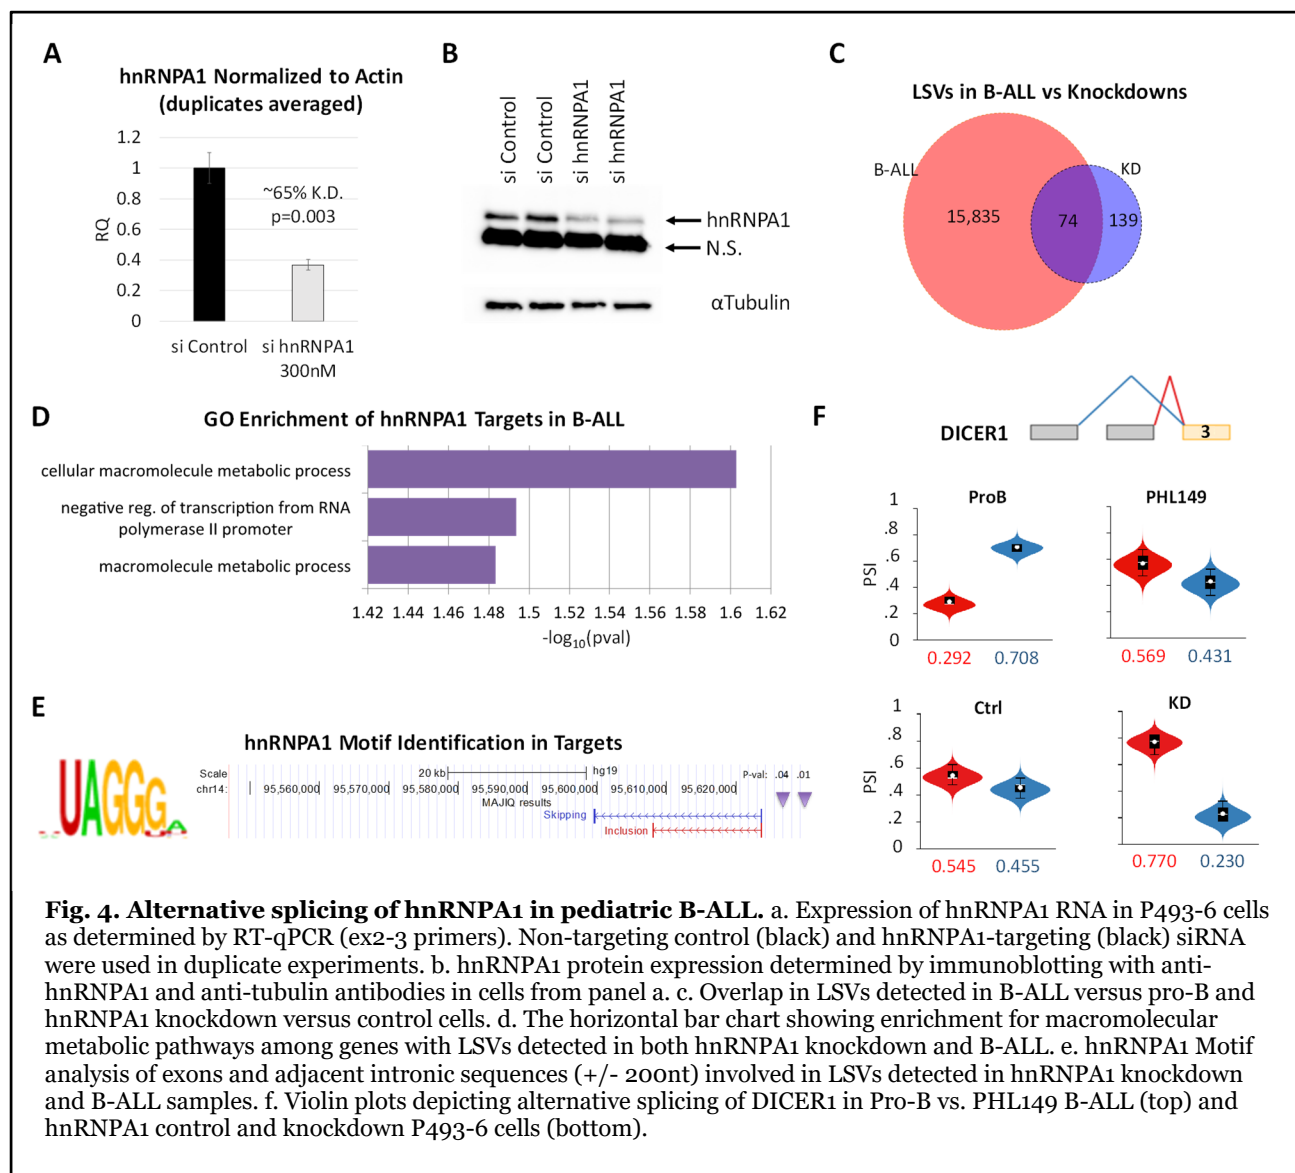 A
hnRNPA1 Normalized to Actin
(duplicates averaged)
1.2
1
0.8
0.6
0.4
0.2
0
RQ
~65% K.D.
p=0.003
si Control
si hnRNPA1
300nM
B
si Control
si Control
si hnRNPA1
si hnRNPA1
hnRNPA1
N.S.
αTubulin
C
LSVs in B-ALL vs Knockdowns
B-ALL
KD
15,835
74
139
D
GO Enrichment of hnRNPA1 Targets in B-ALL
cellular macromolecule metabolic process
negative reg. of transcription from RNA
polymerase II promoter
macromolecule metabolic process
1.42 1.44 1.46 1.48 1.5 1.52 1.54 1.56 1.58 1.6 1.62
-log10(pval)
E
hnRNPA1 Motif Identification in Targets
UAGGGA
Scale
20 kb
hg19
P-val: .04 .01
chr14:
95,560,000 95,570,000 95,580,000 95,590,000 95,600,000 95,610,000 95,620,000
MAJIQ results
Skipping
Inclusion
F
DICER1
3
ProB
PHL149
1
.8
.6
.4
.2
0
PSI
0.292 0.708
0.569 0.431
Ctrl
KD
1
.8
.6
.4
.2
0
PSI
0.545 0.455
0.770 0.230
Fig. 4. Alternative splicing of hnRNPA1 in pediatric B-ALL. a. Expression of hnRNPA1 RNA in P493-6 cells
as determined by RT-qPCR (ex2-3 primers). Non-targeting control (black) and hnRNPA1-targeting (black) siRNA
were used in duplicate experiments. b. hnRNPA1 protein expression determined by immunoblotting with anti-
hnRNPA1 and anti-tubulin antibodies in cells from panel a. c. Overlap in LSVs detected in B-ALL versus pro-B and
hnRNPA1 knockdown versus control cells. d. The horizontal bar chart showing enrichment for macromolecular
metabolic pathways among genes with LSVs detected in both hnRNPA1 knockdown and B-ALL. e. hnRNPA1 Motif
analysis of exons and adjacent intronic sequences (+/- 200nt) involved in LSVs detected in hnRNPA1 knockdown
and B-ALL samples. f. Violin plots depicting alternative splicing of DICER1 in Pro-B vs. PHL149 B-ALL (top) and
hnRNPA1 control and knockdown P493-6 cells (bottom).